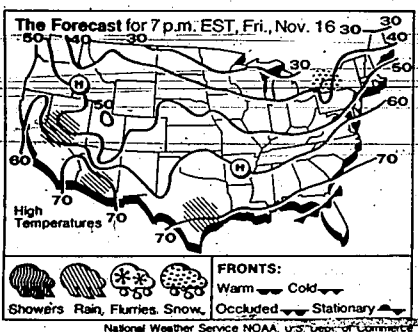 The Forecast for 7 p.m. EST, Fri., Nov. 16 30 30
50 40 40
30 50
H 50 60
60 H
70 70
High 70
Temperatures 70
FRONTS:
Warm Cold
Showers Rain Flurries Snow Occluded Stationary
National Weather Service NOAA, U.S. Dept. of Commerce